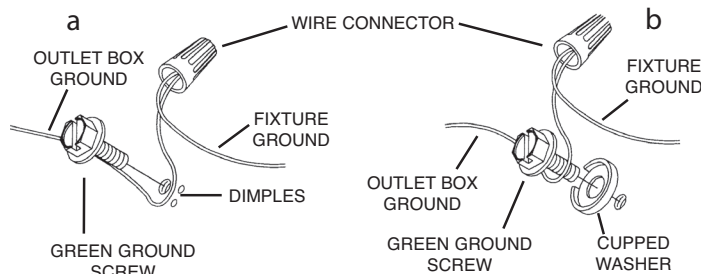 a
WIRE CONNECTOR
b
OUTLET BOX
GROUND
FIXTURE
GROUND
DIMPLES
GREEN GROUND
SCREW
FIXTURE
GROUND
OUTLET BOX
GROUND
GREEN GROUND
SCREW
CUPPED
WASHER